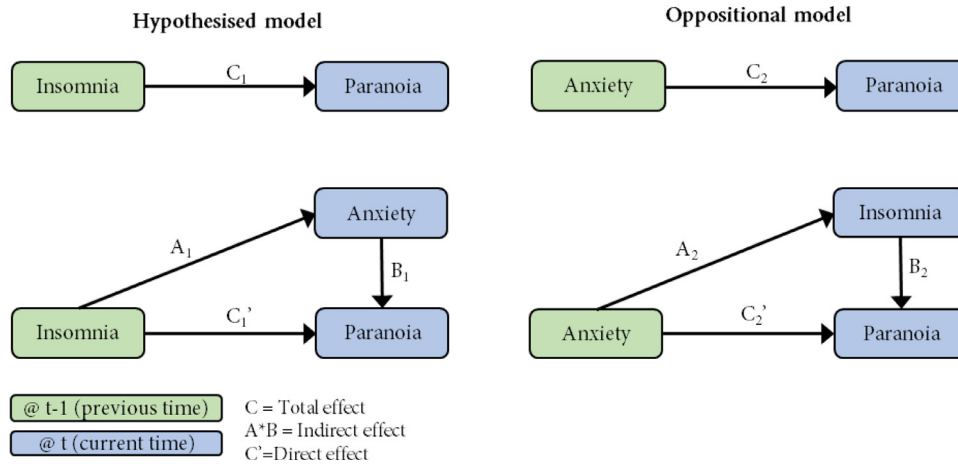 Hypothesised model
Insomnia
C₁
Paranoia
Anxiety
A₁
B₁
Insomnia
C₁'
Paranoia
Oppositional model
Anxiety
C₂
Paranoia
Insomnia
A₂
B₂
Anxiety
C₂'
Paranoia
@ t-1 (previous time)
@ t (current time)
C = Total effect
A*B = Indirect effect
C'=Direct effect